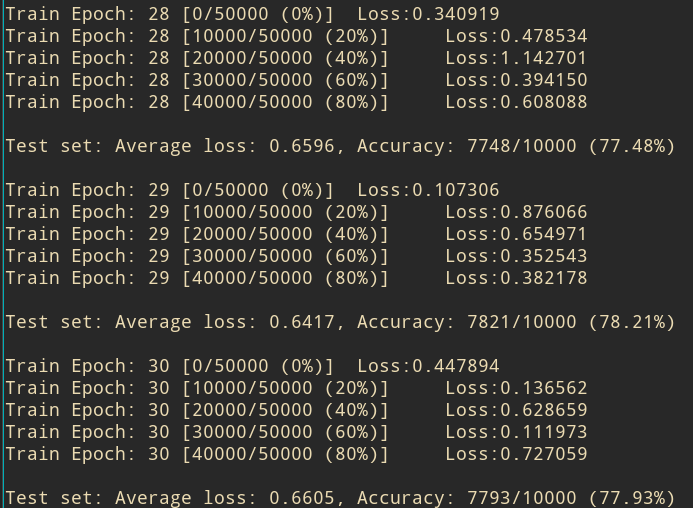 Train Epoch: 28 [0/50000 (0%)]  Loss:0.340919
Train Epoch: 28 [10000/50000 (20%)]     Loss:0.478534
Train Epoch: 28 [20000/50000 (40%)]     Loss:1.142701
Train Epoch: 28 [30000/50000 (60%)]     Loss:0.394150
Train Epoch: 28 [40000/50000 (80%)]     Loss:0.608088
Test set: Average loss: 0.6596, Accuracy: 7748/10000 (77.48%)
Train Epoch: 29 [0/50000 (0%)]  Loss:0.107306
Train Epoch: 29 [10000/50000 (20%)]     Loss:0.876066
Train Epoch: 29 [20000/50000 (40%)]     Loss:0.654971
Train Epoch: 29 [30000/50000 (60%)]     Loss:0.352543
Train Epoch: 29 [40000/50000 (80%)]     Loss:0.382178
Test set: Average loss: 0.6417, Accuracy: 7821/10000 (78.21%)
Train Epoch: 30 [0/50000 (0%)]  Loss:0.447894
Train Epoch: 30 [10000/50000 (20%)]     Loss:0.136562
Train Epoch: 30 [20000/50000 (40%)]     Loss:0.628659
Train Epoch: 30 [30000/50000 (60%)]     Loss:0.111973
Train Epoch: 30 [40000/50000 (80%)]     Loss:0.727059
Test set: Average loss: 0.6605, Accuracy: 7793/10000 (77.93%)